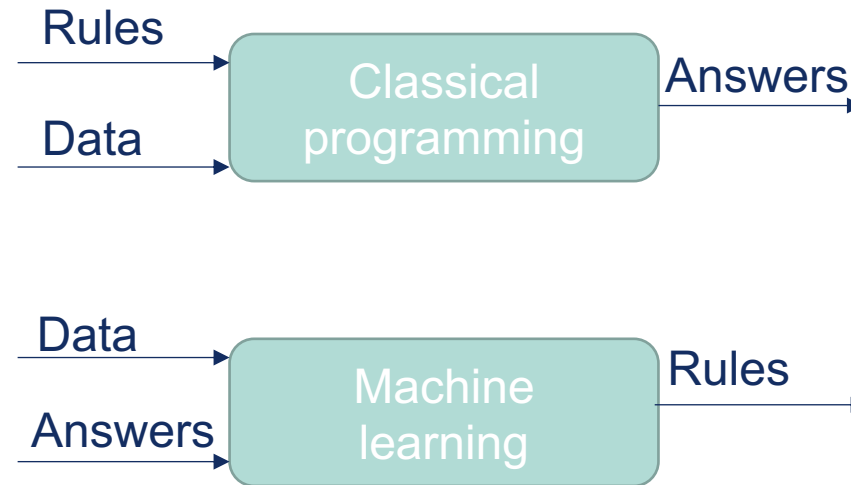 Rules
Data
Classical
programming
Answers
Data
Answers
Machine
learning
Rules